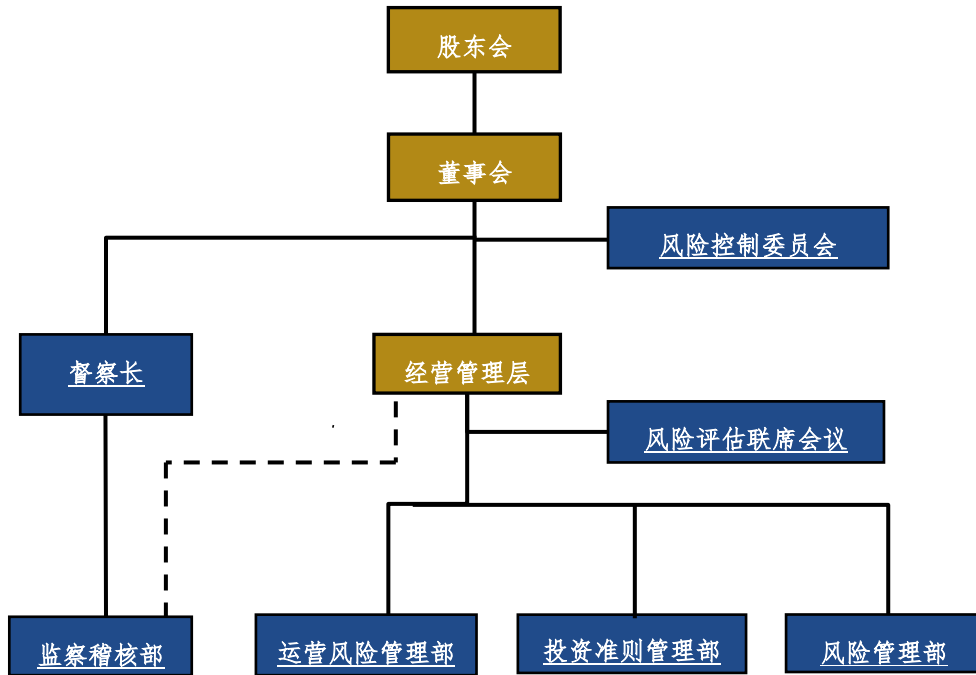 股东会
董事会
风险控制委员会
督察长
经营管理层
风险评估联席会议
监察稽核部
运营风险管理部
投资准则管理部
风险管理部